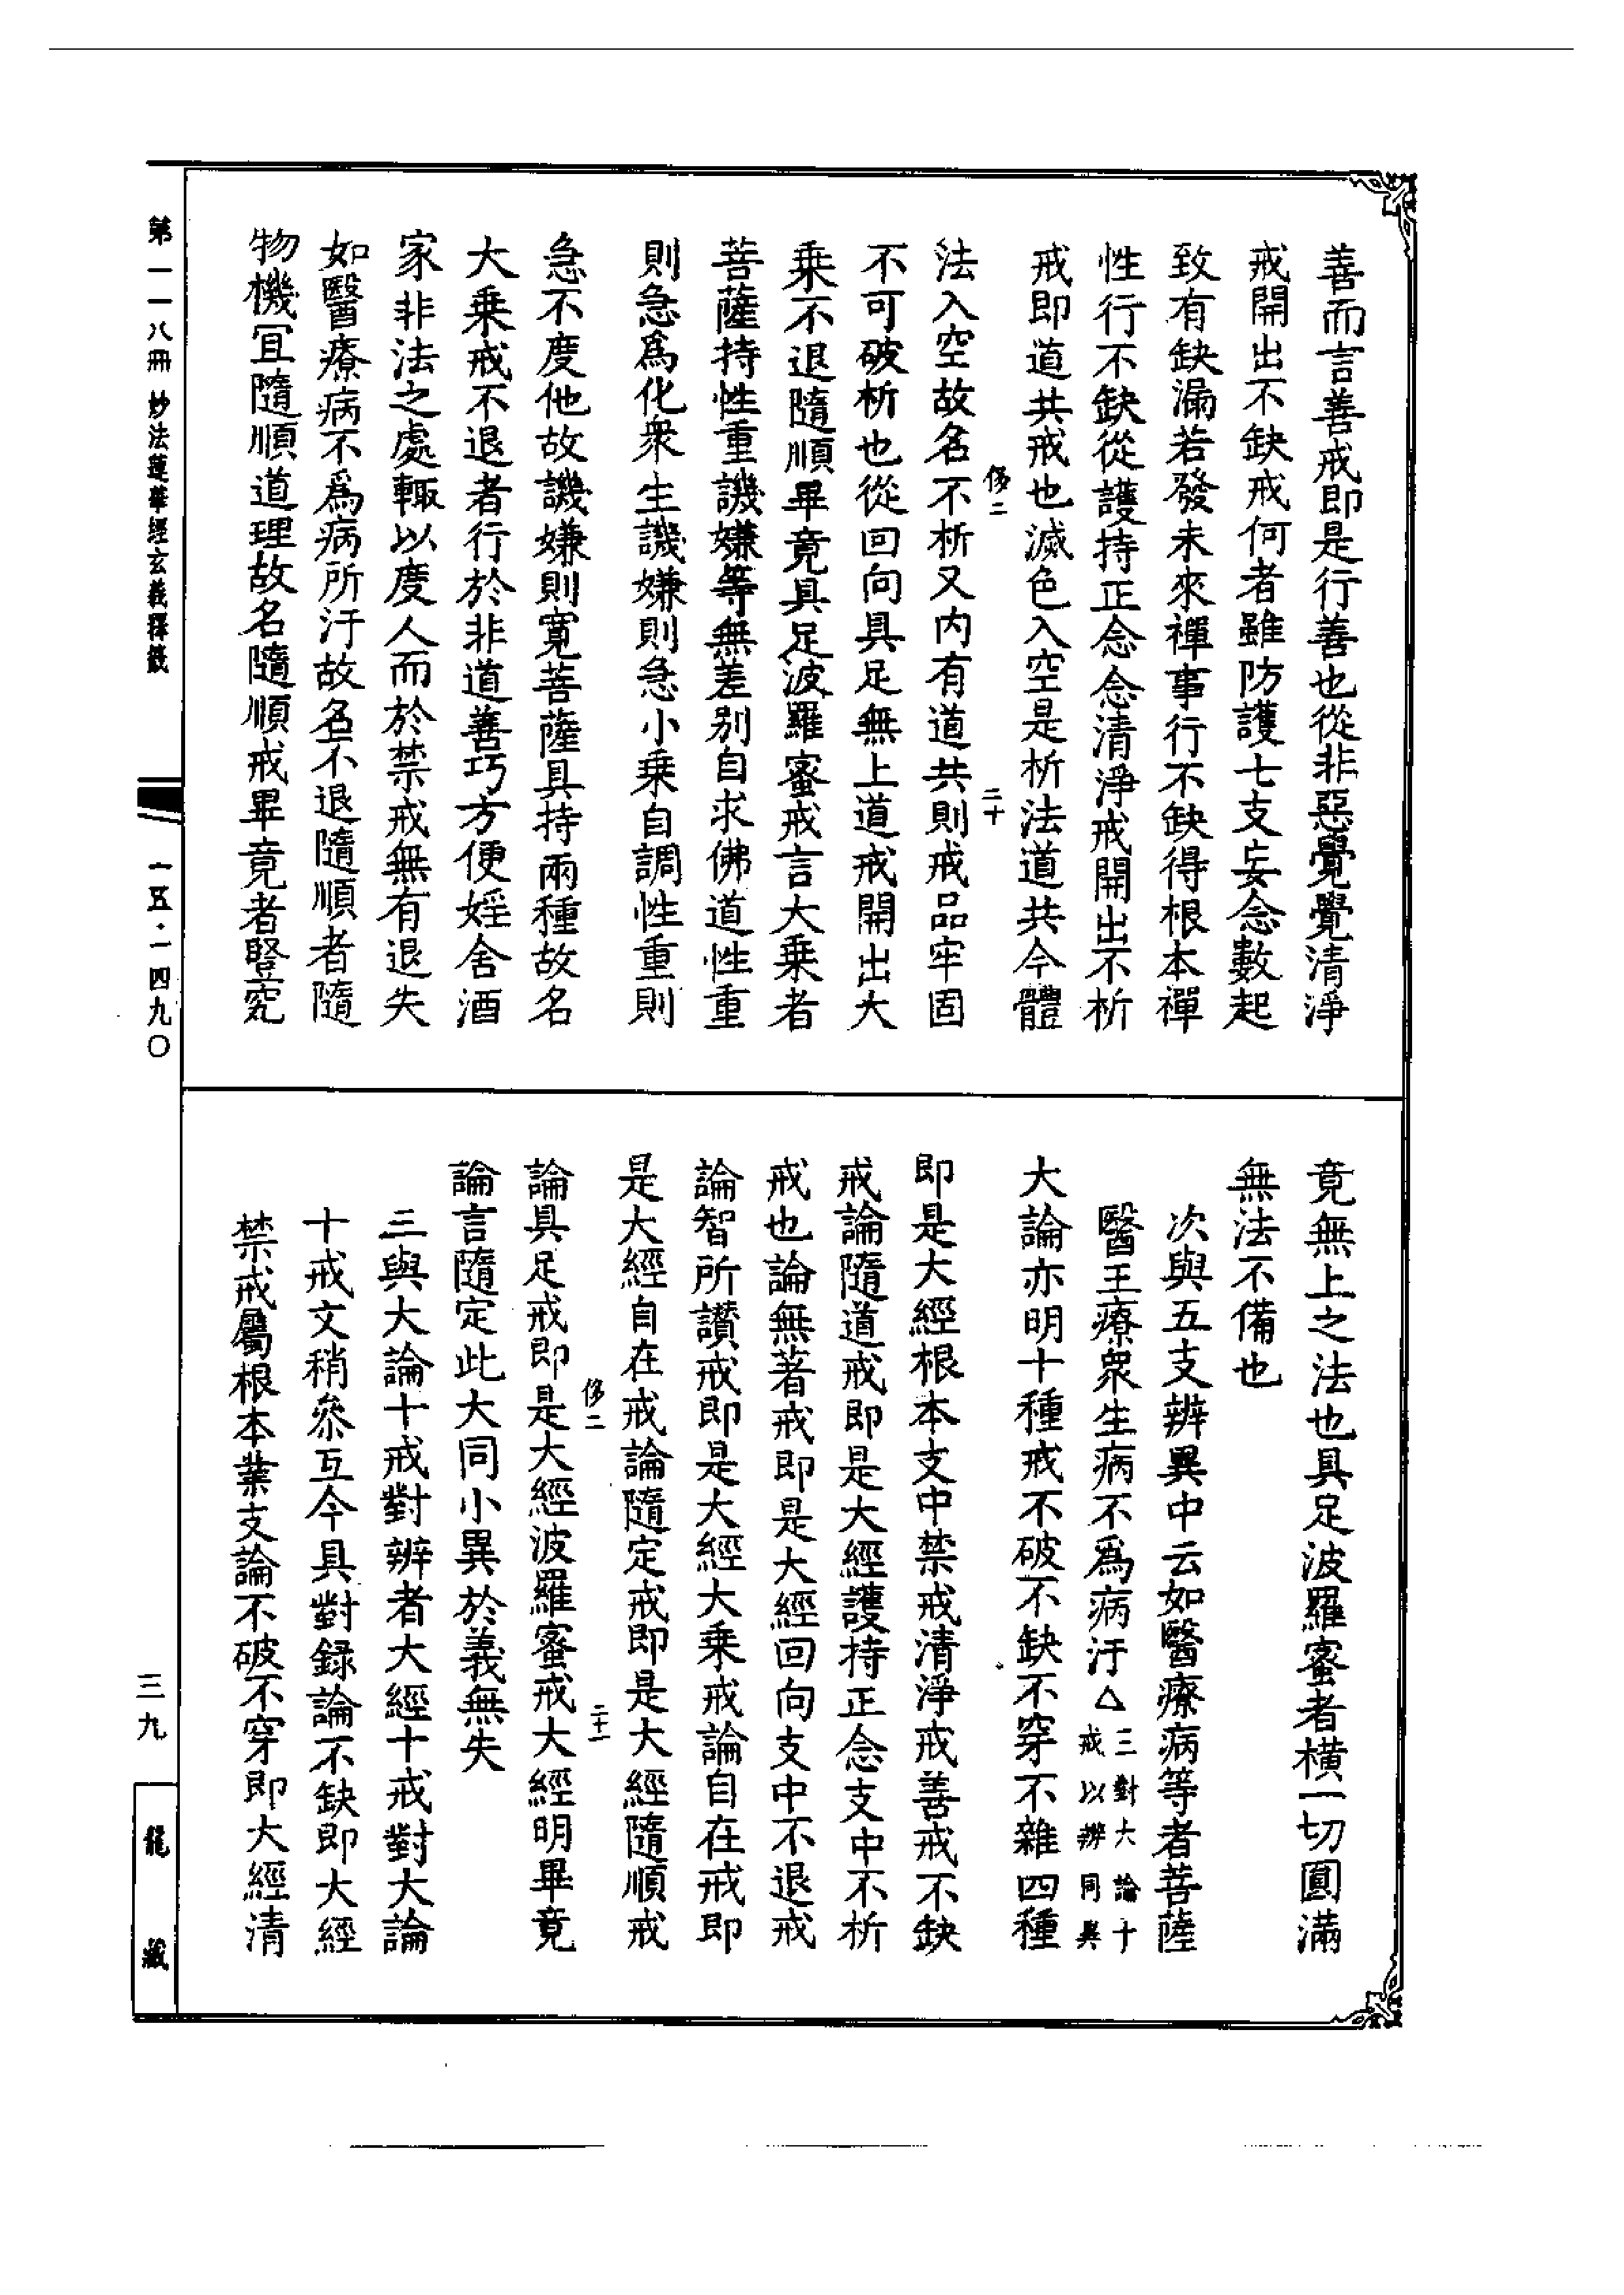 善而言善戒即是行善也從非惡覺覺清淨
戒開出不缺戒何者雖防護七支妄念數起
致有缺漏若發未來禪事行不缺得根本禪
性行不缺從護持正念念清淨戒開出不析
戒即道共戒也滅色入空是析法道共今體
侈二
二十
法入空故名不析又內有道共則戒品牢固
不可破析也從回向具足無上道戒開出大
乗不退隨順畢竟具足波羅蜜戒言大乗者
菩薩持性重譏嫌等無差別自求佛道性重
則急爲化衆生譏嫌則急小乗自調性重則
急不度他故譏嫌則寬菩薩具持兩種故名
大乗戒不退者行於非道善巧方便婬舍酒
家非法之處輙以度人而於禁戒無有退失
如醫療病不爲病所汙故名不退隨順者隨
物機冝隨順道理故名隨順戒畢竟者豎究
竟無上之法也具足波羅蜜者橫一切圓滿
無法不備也
次與五支辨異中云如醫療病等者菩薩
醫王療衆生病不爲病汙△三對大論十
戒以辨同異
大論亦明十種戒不破不缺不穿不雜四種
即是大經根本支中禁戒清淨戒善戒不缺
戒論隨道戒即是大經護持正念支中不析
戒也論無著戒即是大經回向支中不退戒
論智所讃戒即是大經大乗戒論自在戒即
是大經自在戒論隨定戒即是大經隨順戒
侈二
二十一
論具足戒即是大經波羅蜜戒大經明畢竟
論言隨定此大同小異於義無失
三與大論十戒對辨者大經十戒對大論
十戒文稍叅互今具對録論不缺即大經
禁戒屬根本業支論不破不穿即大經清
第一一八冊 妙法蓮華經玄義釋籤
一五·一四九〇
三九
龍藏